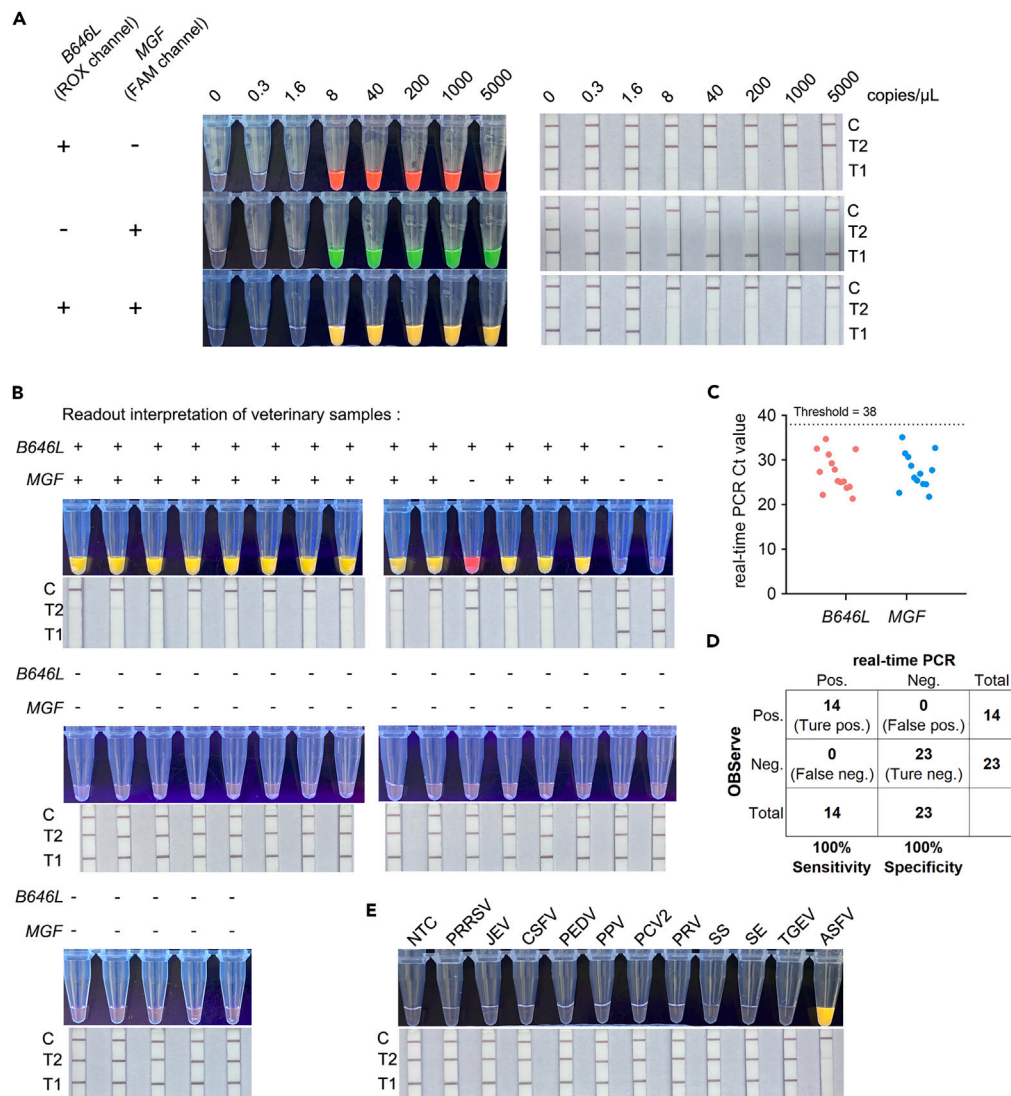 A
B646L
(ROX channel)
MGF
(FAM channel)
0 0.3 1.6 8 40 200 1000 5000
0 0.3 1.6 8 40 200 1000 5000 copies/μL
+ -
C
T2
T1
- +
C
T2
T1
+ +
C
T2
T1
B
Readout interpretation of veterinary samples :
B646L + + + + + + + + + + + + + + - -
MGF + + + + + + + + + + - + + + - -
C
T2
T1
B646L - - - - - - - - - - - - - - - -
MGF - - - - - - - - - - - - - - - -
C
T2
T1
B646L - - - - -
MGF - - - - -
C
T2
T1
C
Threshold = 38
real-time PCR Ct value
40
30
20
10
0
B646L MGF
D
real-time PCR
Pos. Neg. Total
OBServe
Pos. 14 0 14
(Ture pos.) (False pos.)
Neg. 0 23 23
(False neg.) (Ture neg.)
Total 14 23
100% 100%
Sensitivity Specificity
E
NTC PRRSV JEV CSFV PEDV PPV PCV2 PRV SS SE TGEV ASFV
C
T2
T1